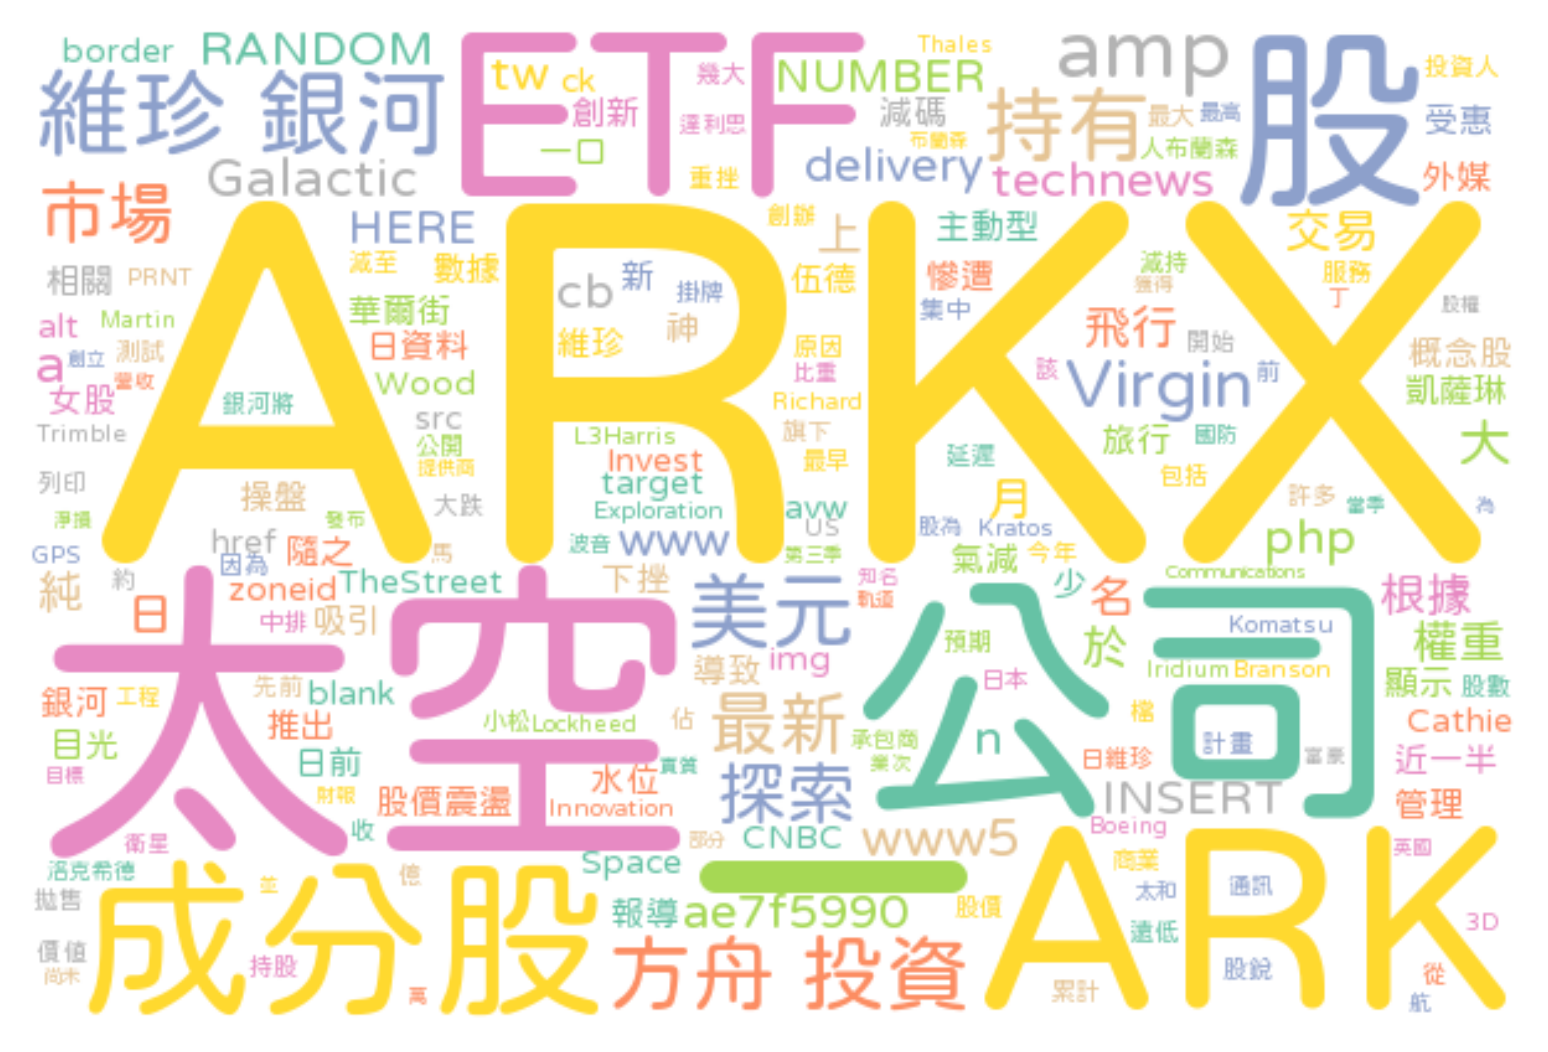 border RANDOM ETF tw ck 幾大 Thales NUMBER amp 股 投資人
維珍 銀河 創新 達利思 減碼 持有 最大 最高 受惠
一口 重挫 布蘭森 人布蘭森
Galactic delivery technews 外媒
市場 HERE ARKX 創辦 上 主動型 交易
相關 PRNT 減至 數據 cb 新 掛牌 伍德 慘遭 減持 服務
獲得 丁 股權
alt Martin 華爾街 維珍 神 集中 飛行 開始
a 創立 測試 日資料 原因 概念股
營收 Wood 比重 該 Virgin 前 凱薩琳
女股 銀河將 src Richard
Trimble 公開 L3Harris 旗下 旅行 國防 大
列印 提供商 Invest 最早 延遲 包括
操盤 大跌 target 月 許多 當季 為
淨損 發布 Exploration avw US 股為 Kratos php
GPS href 因為 隨之 馬 波音 www 第三季 氣減 今年
純 約 zoneid TheStreet 下挫 美元 知名 軌道 少 名 Communications 根據
日 中排 吸引 太空 公司 於 Komatsu 權重
導致 img 預期 日本 Iridium Branson
銀河 工程 先前 blank 顯示 股數
目光 推出 小松 Lockheed 佔 最新 承包商 n 檔 計畫 Cathie
目標 日前 水位 實質 業次 日維珍 富豪 近一半
財報 股價震盪 Innovation 探索 INSERT 管理
衛星 收 部分 CNBC www5 Boeing 英國
洛克希德 成分股 並 億 Space ARK 商業
拋售 報導 ae7f5990 股價 太和 通訊
價值 持股 方舟 投資 遠低 3D
尚未 萬 累計 股銳 從
航